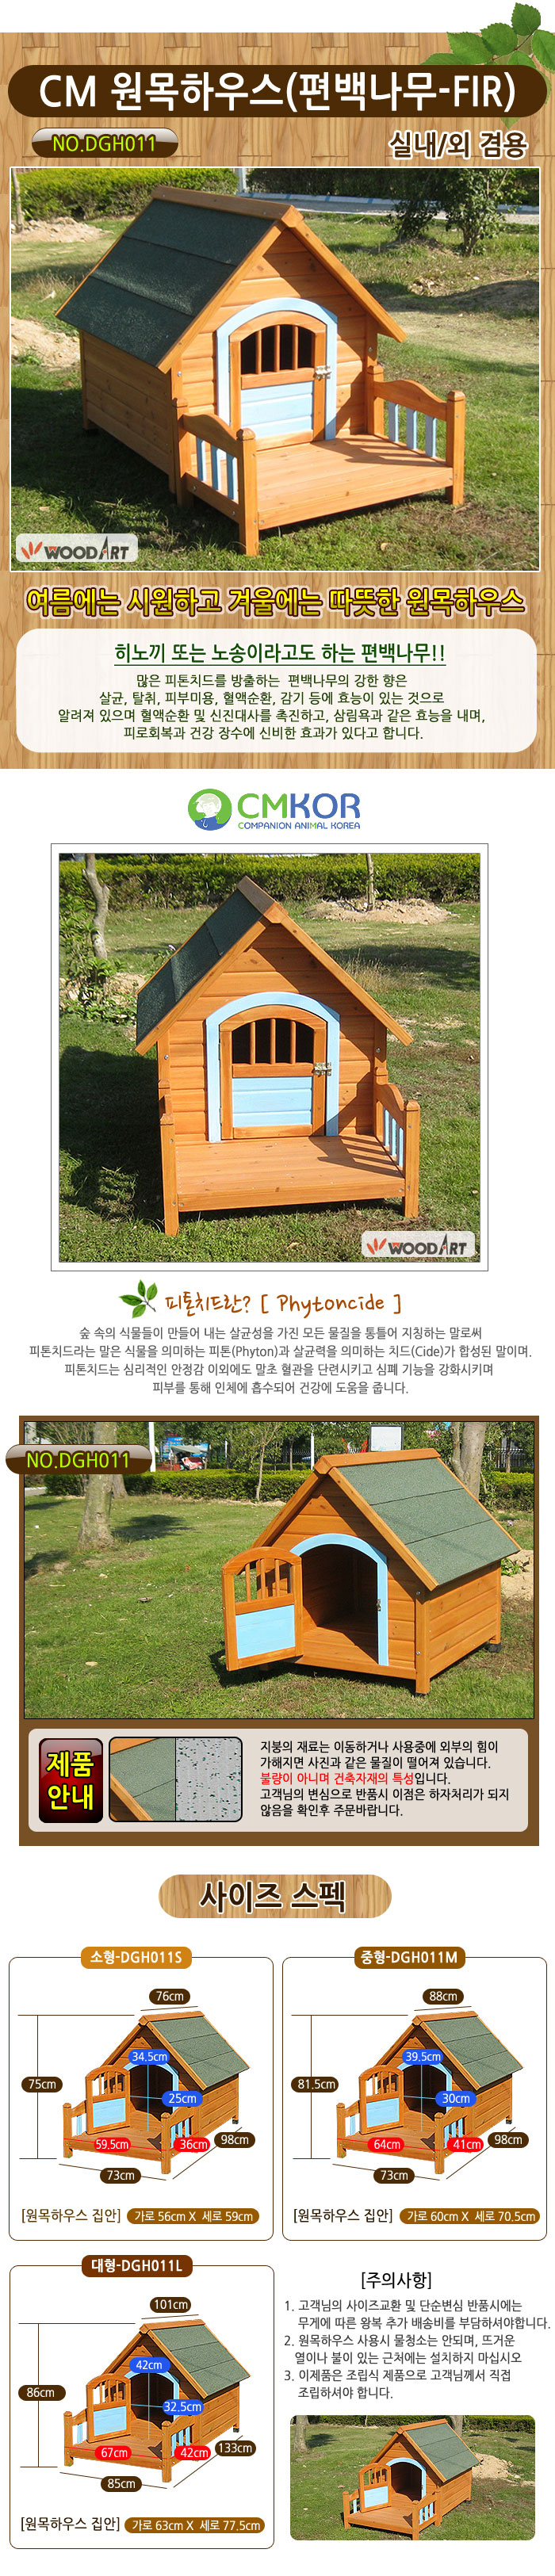 CM 원목하우스(편백나무-FIR)
NO.DGH011
실내/외 겸용
WOODART
여름에는 시원하고 겨울에는 따뜻한 원목하우스
히노끼 또는 노송이라고도 하는 편백나무!!
많은 피톤치드를 방출하는 편백나무의 강한 향은
살균, 탈취, 피부미용, 혈액순환, 감기 등에 효능이 있는 것으로
알려져 있으며 혈액순환 및 신진대사를 촉진하고, 삼림욕과 같은 효능을 내며,
피로회복과 건강 장수에 신비한 효과가 있다고 합니다.
CMKOR
COMPANION ANIMAL KOREA
WOODART
피톤치드란? [ Phytoncide ]
숲 속의 식물들이 만들어 내는 살균성을 가진 모든 물질을 통틀어 지칭하는 말로써
피톤치드라는 말은 식물을 의미하는 피톤(Phyton)과 살균력을 의미하는 치드(Cide)가 합성된 말이며.
피톤치드는 심리적인 안정감 이외에도 말초 혈관을 단련시키고 심폐 기능을 강화시키며
피부를 통해 인체에 흡수되어 건강에 도움을 줍니다.
NO.DGH011
제품
안내
지붕의 재료는 이동하거나 사용중에 외부의 힘이
가해지면 사진과 같은 물질이 떨어져 있습니다.
불량이 아니며 건축자재의 특성입니다.
고객님의 변심으로 반품시 이점은 하자처리가 되지
않음을 확인후 주문바랍니다.
사이즈 스펙
소형-DGH011S
76cm
34.5cm
75cm
25cm
59.5cm
36cm
98cm
73cm
[원목하우스 집안] 가로 56cm X 세로 59cm
중형-DGH011M
88cm
39.5cm
81.5cm
30cm
64cm
41cm
98cm
73cm
[원목하우스 집안] 가로 60cm X 세로 70.5cm
대형-DGH011L
101cm
42cm
86cm
32.5cm
67cm
42cm
133cm
85cm
[원목하우스 집안] 가로 63cm X 세로 77.5cm
[주의사항]
1. 고객님의 사이즈교환 및 단순변심 반품시에는
무게에 따른 왕복 추가 배송비를 부담하셔야합니다.
2. 원목하우스 사용시 물청소는 안되며, 뜨거운
열이나 불이 있는 근처에는 설치하지 마십시오
3. 이제품은 조립식 제품으로 고객님께서 직접
조립하셔야 합니다.